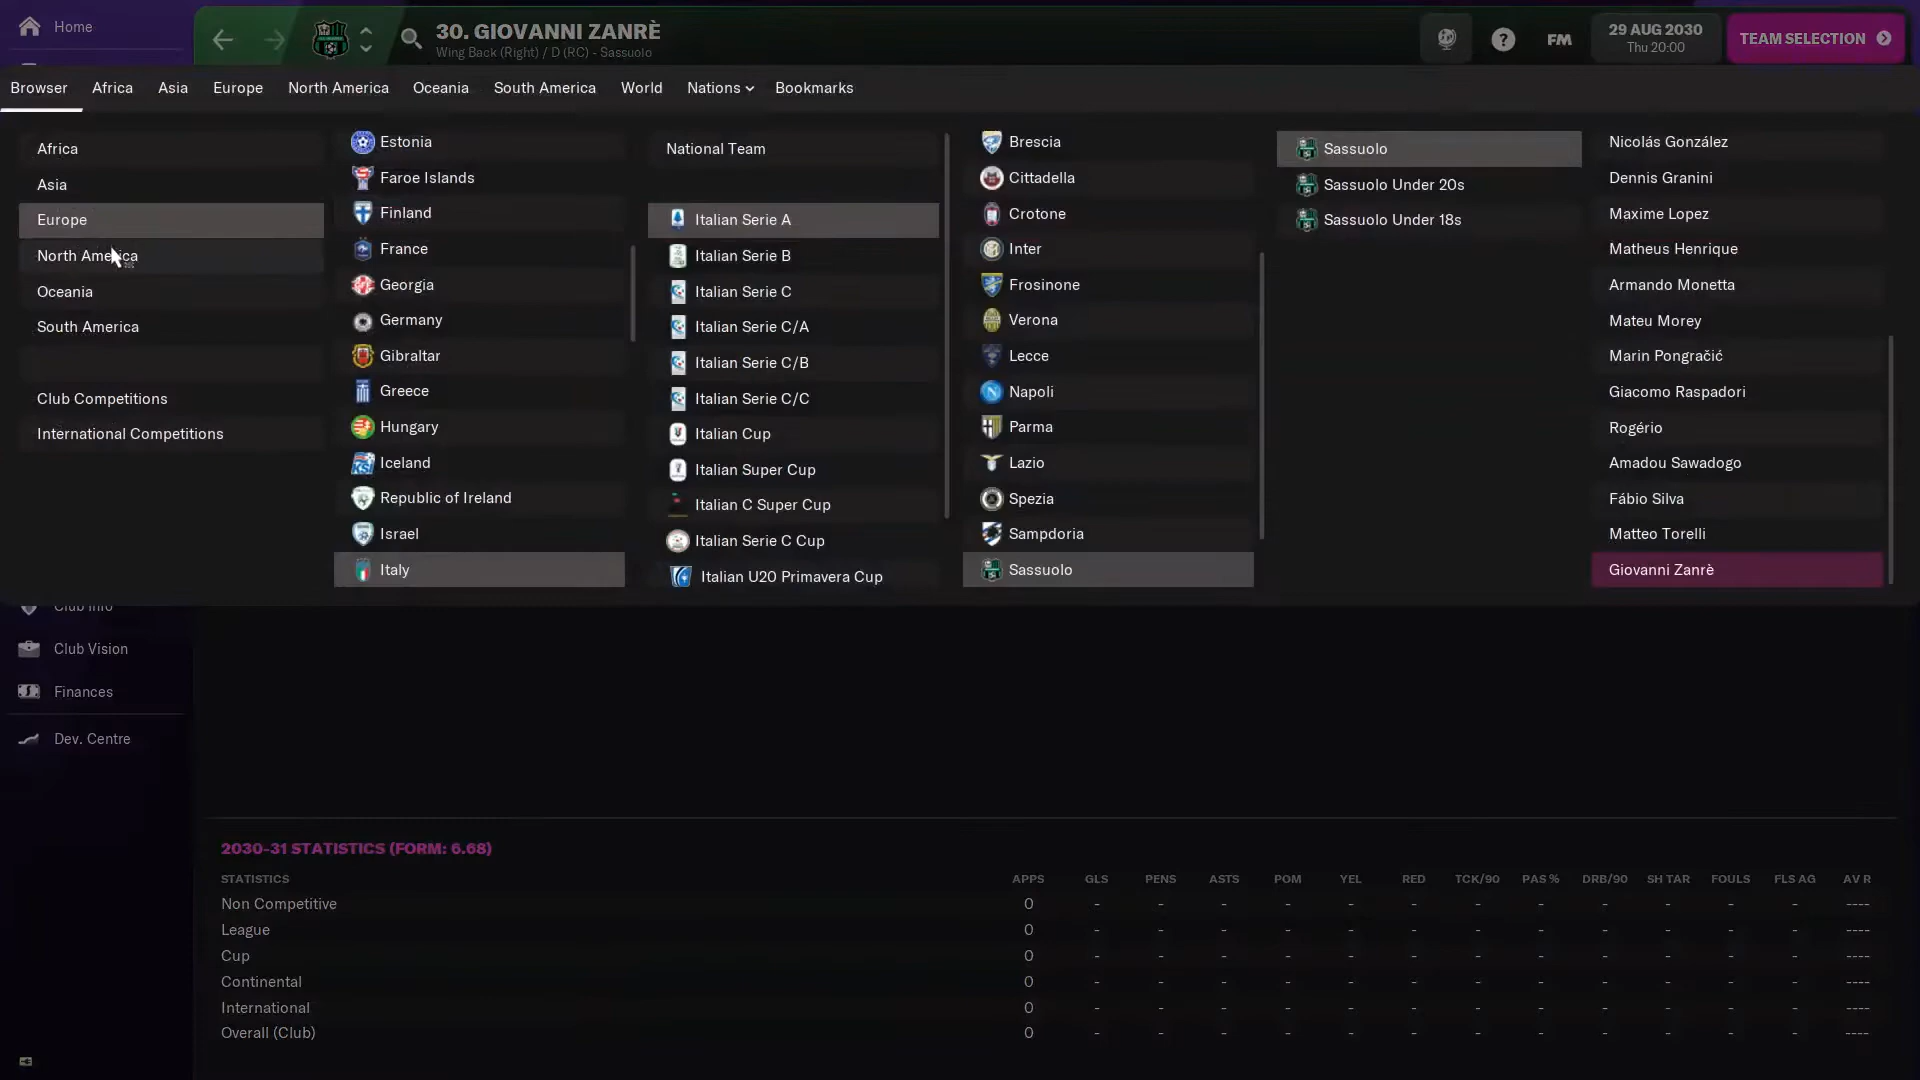 Home
30. GIOVANNI ZANRÈ
Wing Back (Right) / D (RC) - Sassuolo
FM
29 AUG 2030
Thu 20:00
TEAM SELECTION
Browser
Africa
Asia
Europe
North America
Oceania
South America
World
Nations
Bookmarks
Africa
Asia
Europe
North America
Oceania
South America
Club Competitions
International Competitions
Estonia
Faroe Islands
Finland
France
Georgia
Germany
Gibraltar
Greece
Hungary
Iceland
Republic of Ireland
Israel
Italy
National Team
Italian Serie A
Italian Serie B
Italian Serie C
Italian Serie C/A
Italian Serie C/B
Italian Serie C/C
Italian Cup
Italian Super Cup
Italian C Super Cup
Italian Serie C Cup
Italian U20 Primavera Cup
Brescia
Cittadella
Crotone
Inter
Frosinone
Verona
Lecce
Napoli
Parma
Lazio
Spezia
Sampdoria
Sassuolo
Sassuolo
Sassuolo Under 20s
Sassuolo Under 18s
Nicolás González
Dennis Granini
Maxime Lopez
Matheus Henrique
Armando Monetta
Mateu Morey
Marin Pongračić
Giacomo Raspadori
Rogério
Amadou Sawadogo
Fábio Silva
Matteo Torelli
Giovanni Zanrè
Club Info
Club Vision
Finances
Dev. Centre
2030-31 STATISTICS (FORM: 6.68)
STATISTICS APPS GLS PENS ASTS POM YEL RED TCK/90 PAS % DRB/90 SH TAR FOULS FLS AG AV R
Non Competitive 0 - - - - - - - - - - - - ----
League 0 - - - - - - - - - - - - ----
Cup 0 - - - - - - - - - - - - ----
Continental 0 - - - - - - - - - - - - ----
International 0 - - - - - - - - - - - - ----
Overall (Club) 0 - - - - - - - - - - - - ----